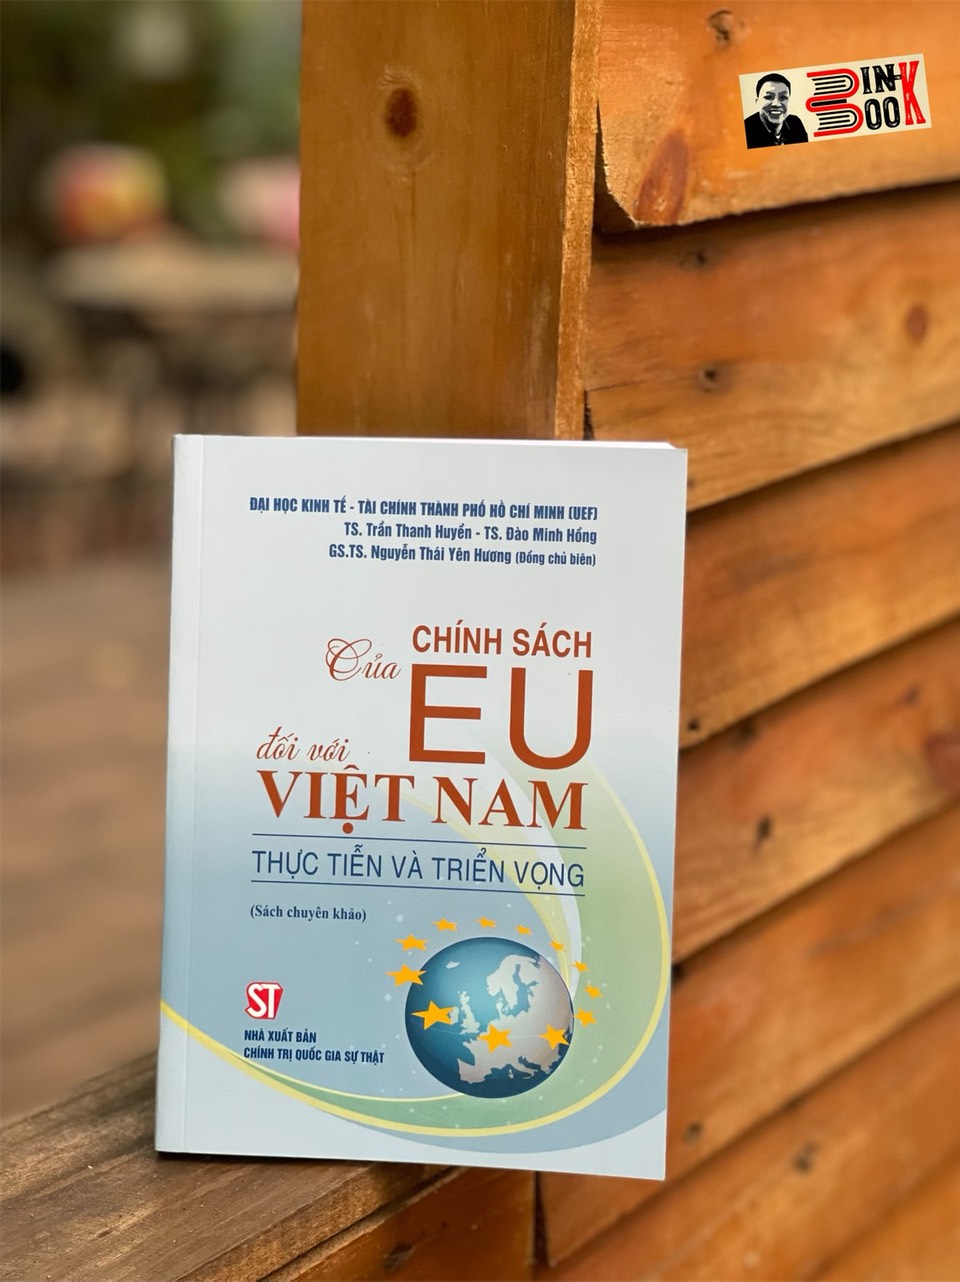 BIN-
BOOK
ĐẠI HỌC KINH TẾ - TÀI CHÍNH THÀNH PHỐ HỒ CHÍ MINH (UEF)
TS. Trần Thanh Huyền - TS. Đào Minh Hồng
GS.TS. Nguyễn Thái Yên Hương (Đồng chủ biên)
CHÍNH SÁCH
Của EU
đối với
VIỆT NAM
THỰC TIỄN VÀ TRIỂN VỌNG
(Sách chuyên khảo)
ST
NHÀ XUẤT BẢN
CHÍNH TRỊ QUỐC GIA SỰ THẬT